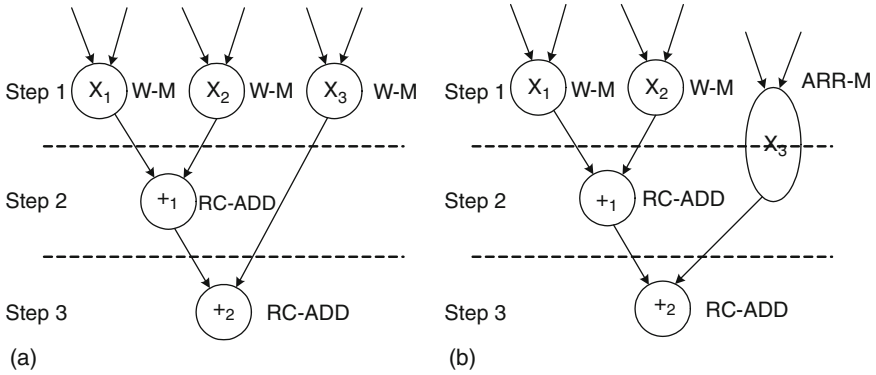 Step 1 X₁ W-M X₂ W-M X₃ W-M
Step 2 +₁ RC-ADD
Step 3 +₂ RC-ADD
(a)
Step 1 X₁ W-M X₂ W-M ARR-M
X₃
Step 2 +₁ RC-ADD
Step 3 +₂ RC-ADD
(b)